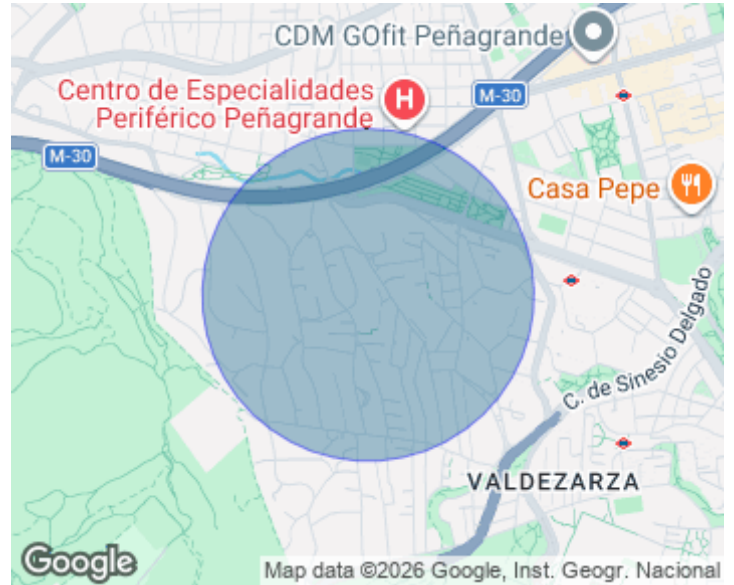 CDM GOfit Peñagrande
Centro de Especialidades
Periférico Peñagrande
H
M-30
M-30
Casa Pepe
C. de Sinesio Delgado
VALDEZARZA
Google
Map data ©2026 Google, Inst. Geogr. Nacional